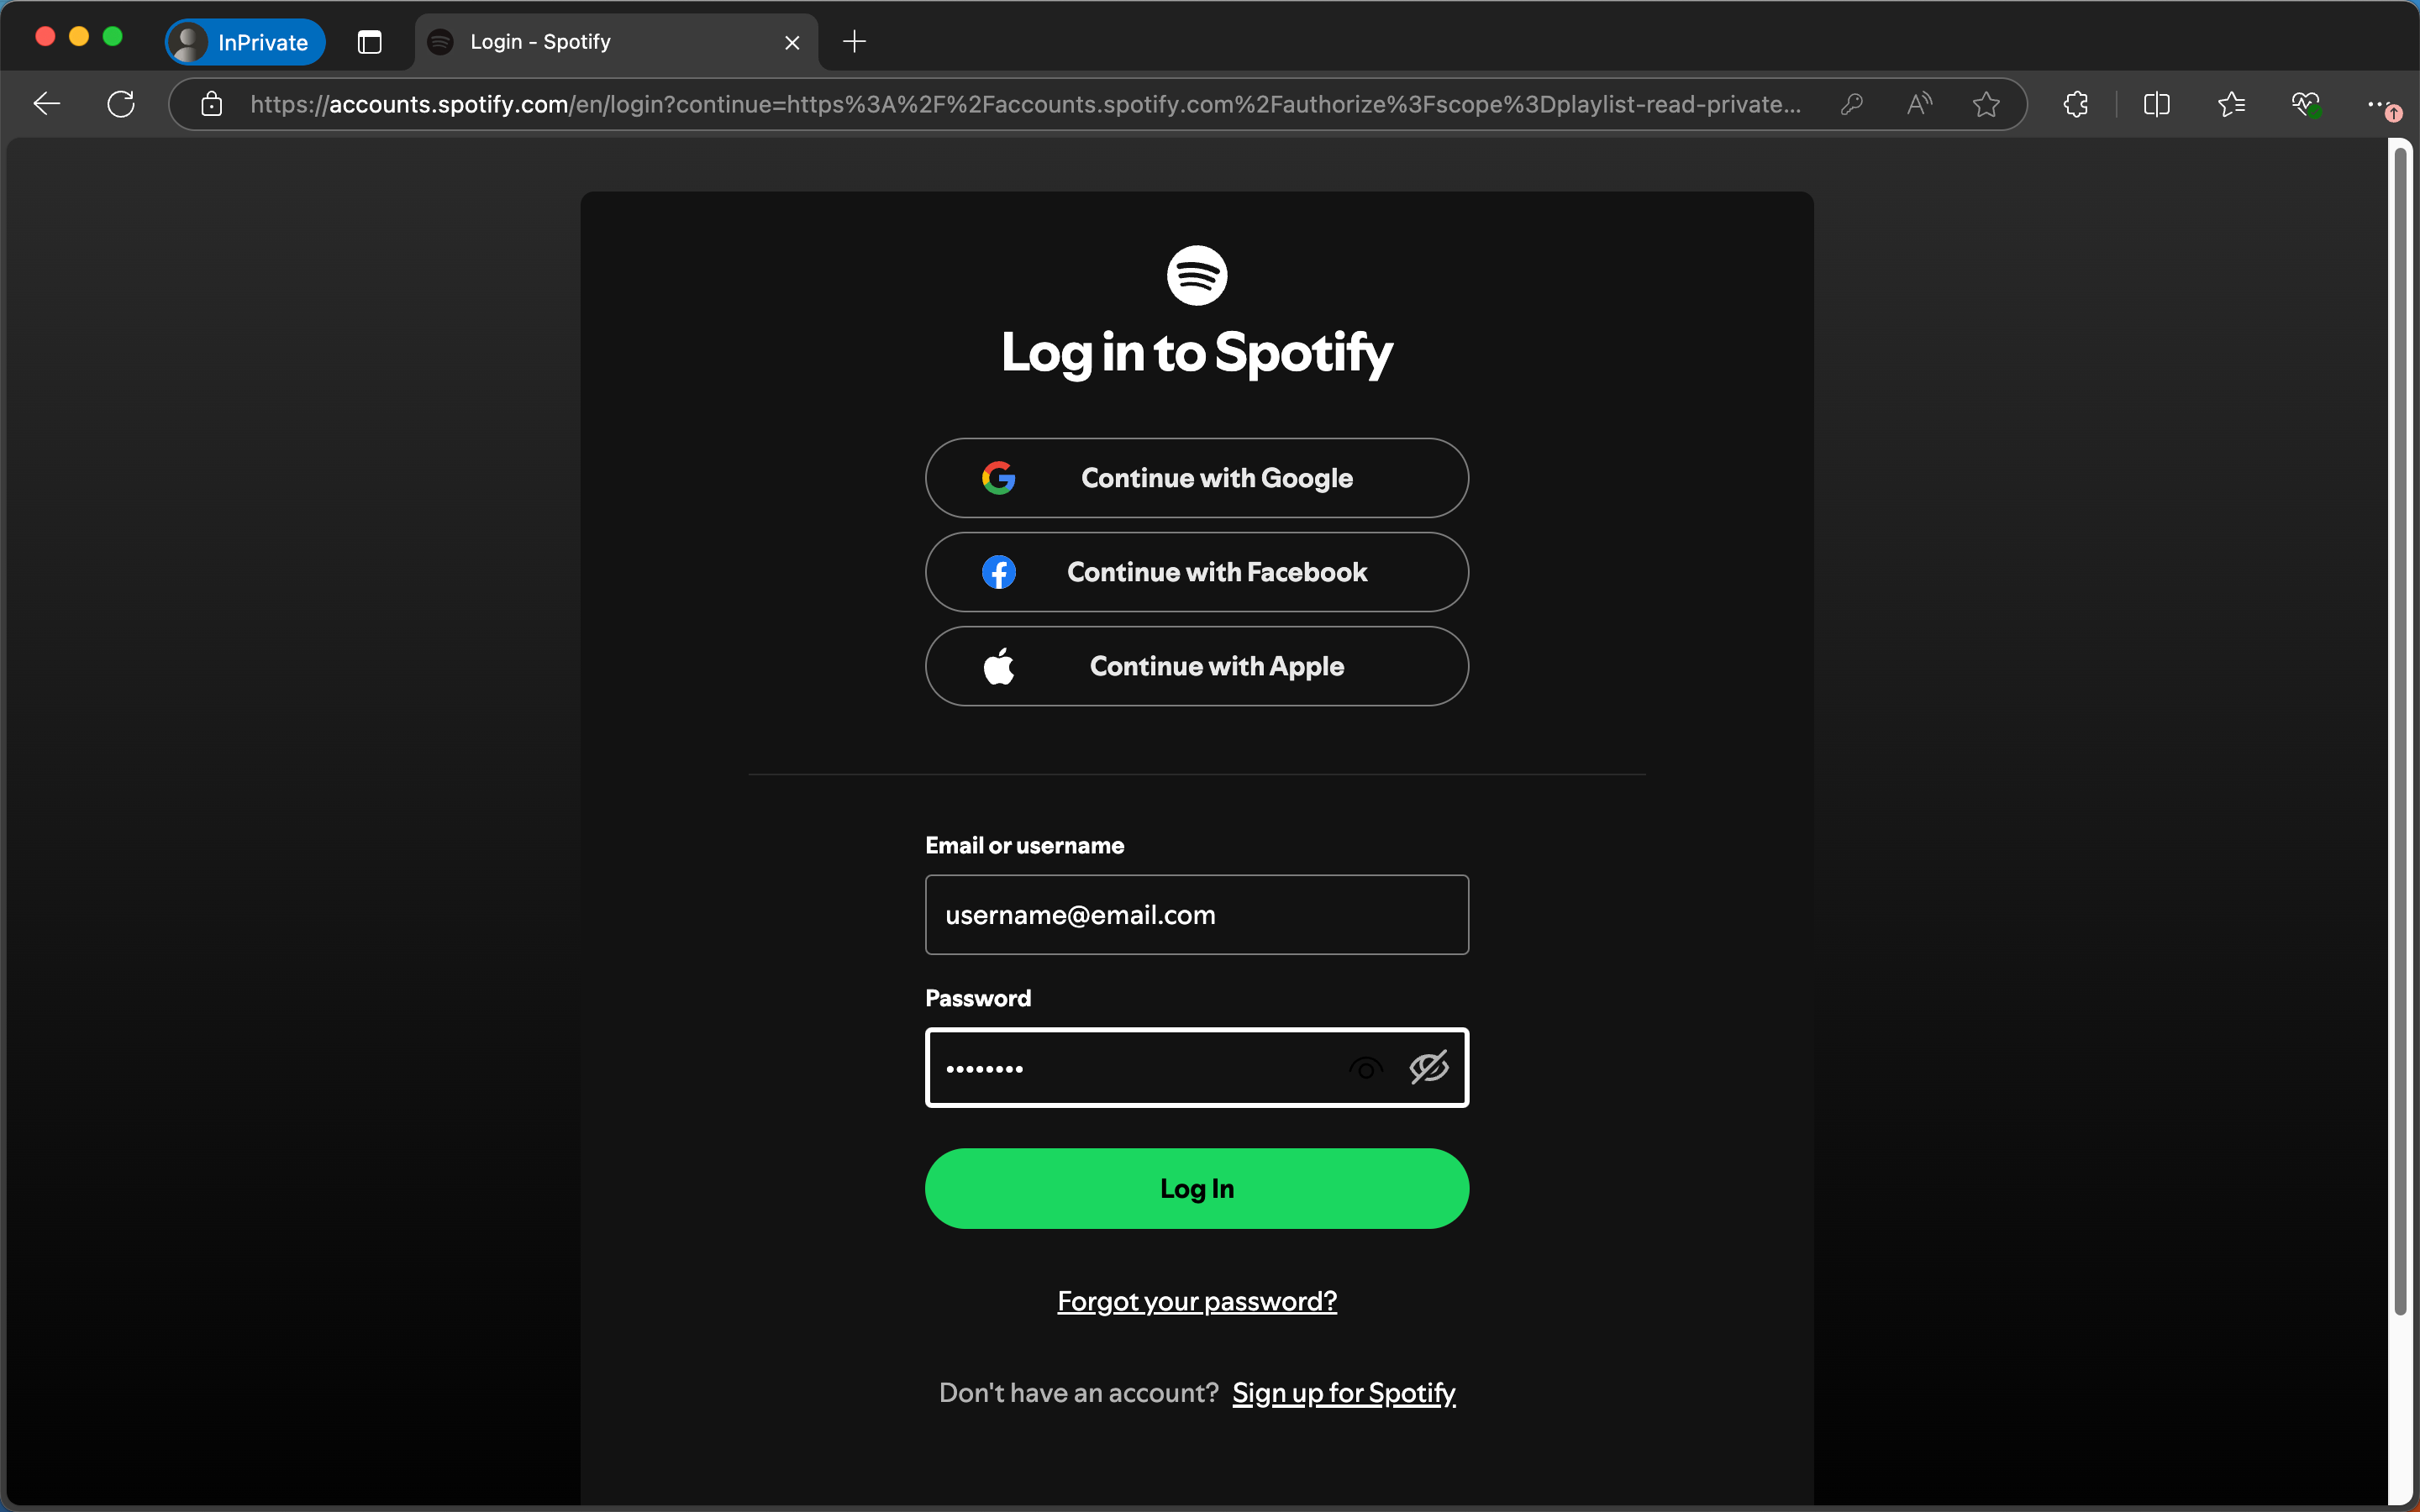 InPrivate
Login - Spotify
https://accounts.spotify.com/en/login?continue=https%3A%2F%2Faccounts.spotify.com%2Fauthorize%3Fscope%3Dplaylist-read-private...
Log in to Spotify
Continue with Google
Continue with Facebook
Continue with Apple
Email or username
username@email.com
Password
••••••••
Log In
Forgot your password?
Don't have an account? Sign up for Spotify.